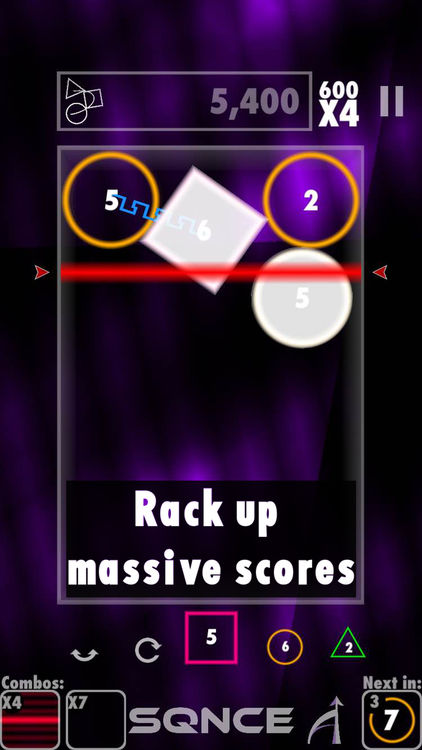 5,400
600
X4
5
6
2
5
Rack up
massive scores
5
6
2
Combos:
X4
X7
SQNCE
Next in:
3
7